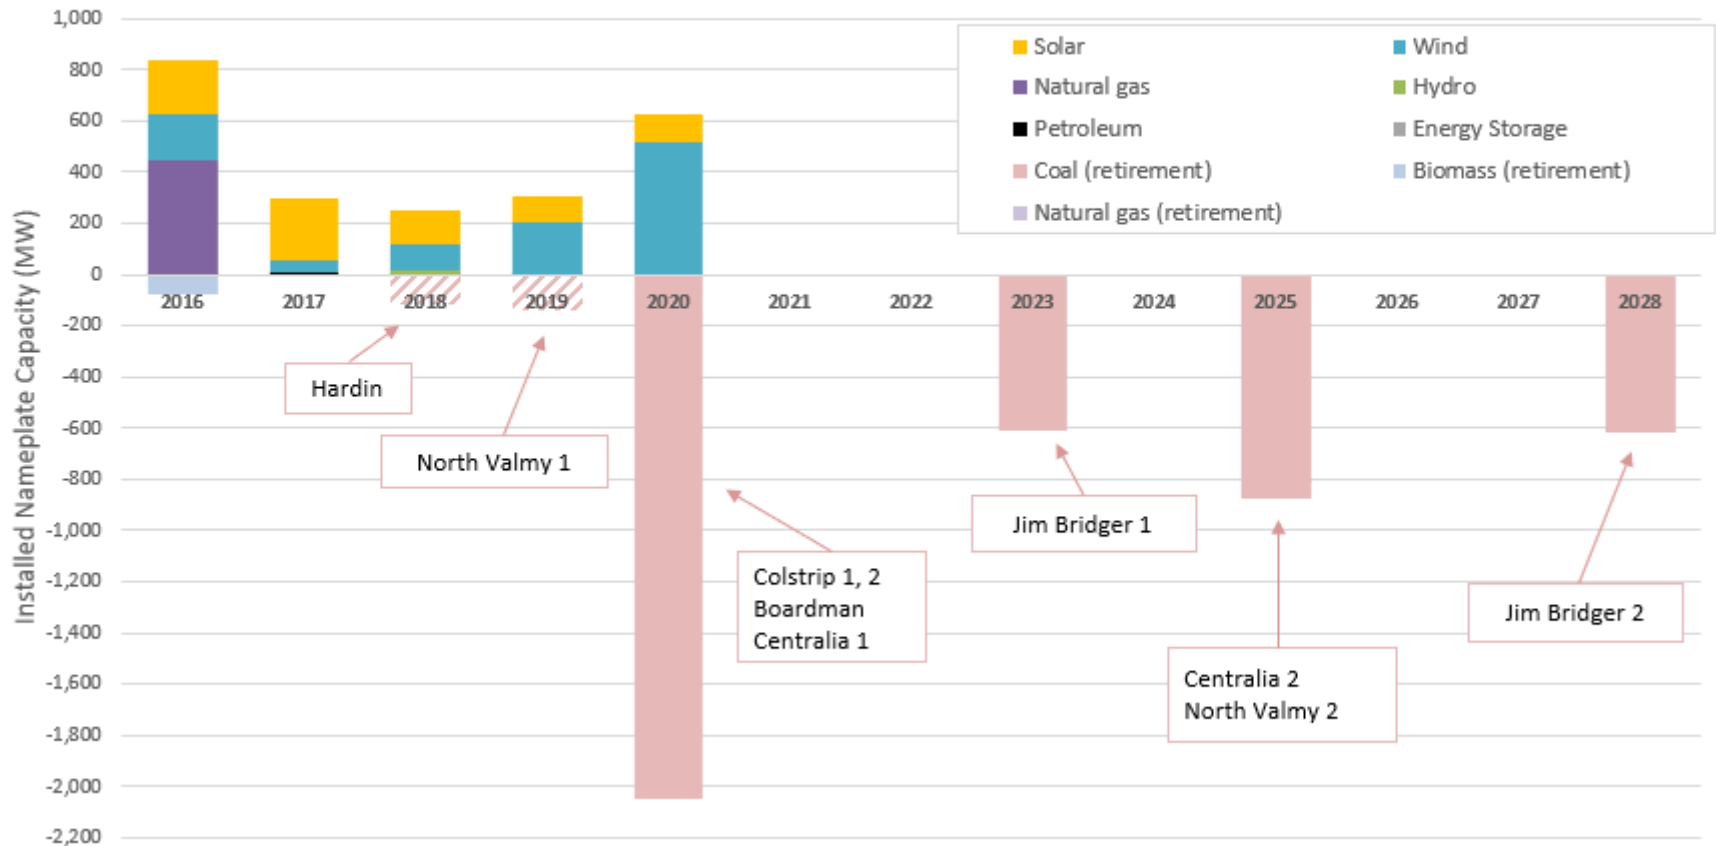 Installed Nameplate Capacity (MW)
1,000
800
600
400
200
0
-200
-400
-600
-800
-1,000
-1,200
-1,400
-1,600
-1,800
-2,000
-2,200
Solar
Wind
Natural gas
Hydro
Petroleum
Energy Storage
Coal (retirement)
Biomass (retirement)
Natural gas (retirement)
2016
2017
2018
2019
2020
2021
2022
2023
2024
2025
2026
2027
2028
Hardin
North Valmy 1
Colstrip 1, 2
Boardman
Centralia 1
Jim Bridger 1
Centralia 2
North Valmy 2
Jim Bridger 2